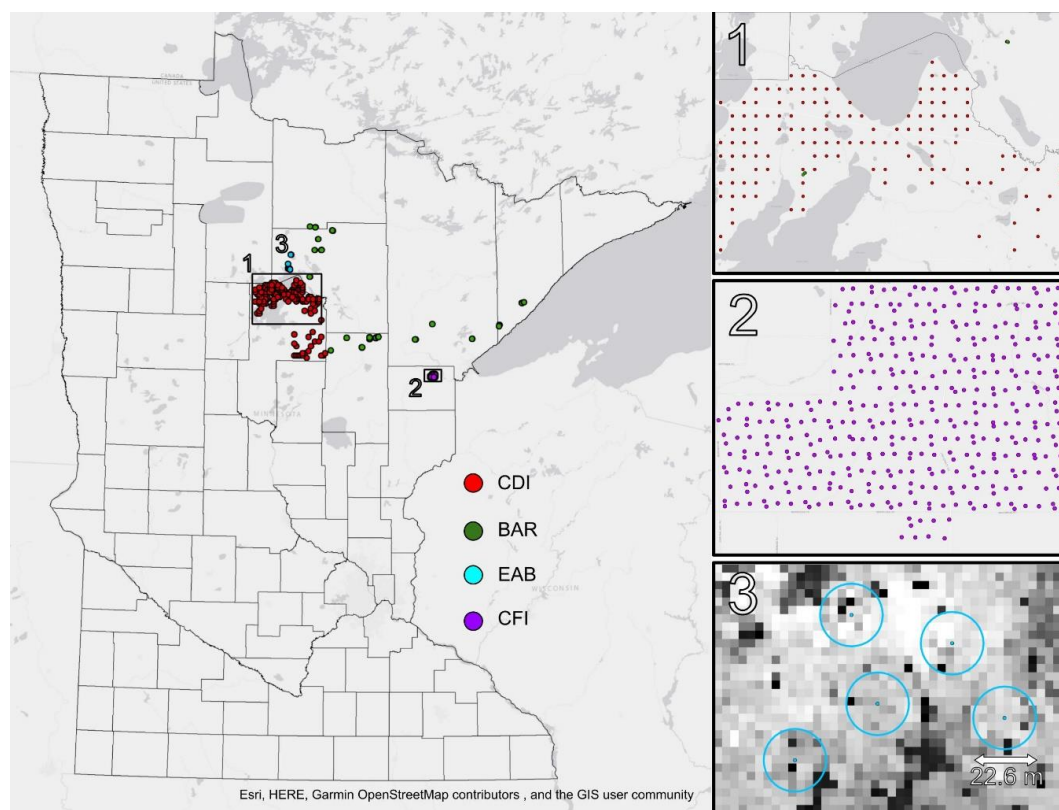 CANADA
UNITED STATES
3
1
MINNESOTA
2
CDI
BAR
EAB
CFI
WISCONSIN
Esri, HERE, Garmin OpenStreetMap contributors , and the GIS user community
1
2
3
22.6 m